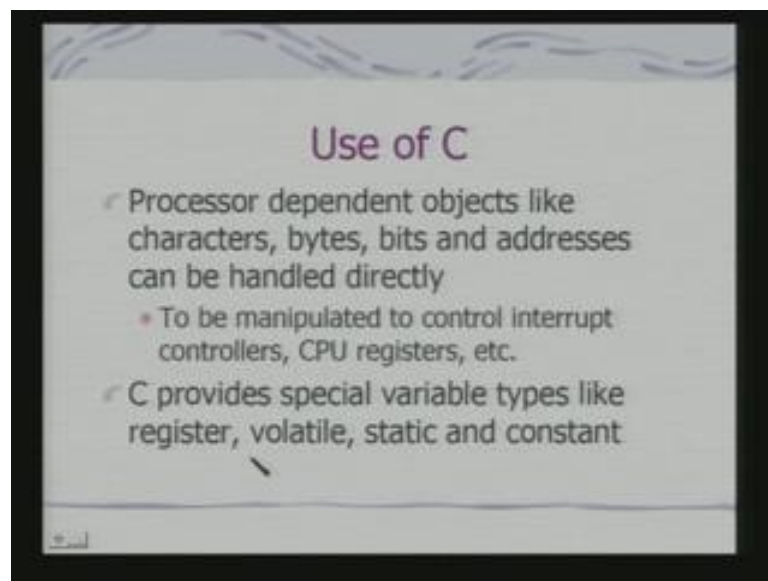 Use of C
Processor dependent objects like
characters, bytes, bits and addresses
can be handled directly
To be manipulated to control interrupt
controllers, CPU registers, etc.
C provides special variable types like
register, volatile, static and constant